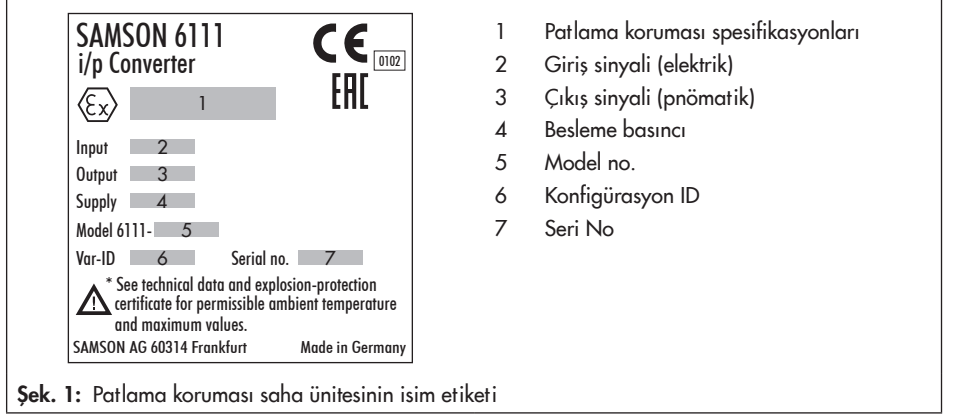 SAMSON 6111
i/p Converter
CE
0102
EAC
Ex
1
Input 2
Output 3
Supply 4
Model 6111- 5
Var-ID 6 Serial no. 7
* See technical data and explosion-protection
certificate for permissible ambient temperature
and maximum values.
SAMSON AG 60314 Frankfurt Made in Germany
1 Patlama koruması spesifikasyonları
2 Giriş sinyali (elektrik)
3 Çıkış sinyali (pnömatik)
4 Besleme basıncı
5 Model no.
6 Konfigürasyon ID
7 Seri No
Şek. 1: Patlama koruması saha ünitesinin isim etiketi